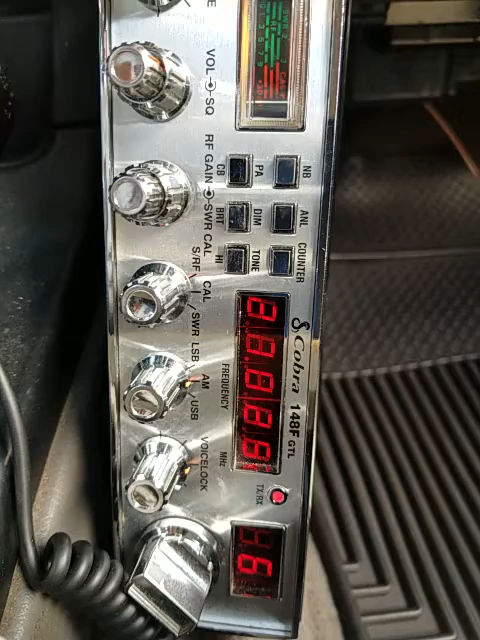 NB ANL COUNTER
Cobra 148F GTL
PA DIM TONE
CB BRT HI
TX/RX
FREQUENCY MHz
VOL SQ
RF GAIN SWR CAL
S/RF CAL SWR
LSB AM USB
VOICELOCK